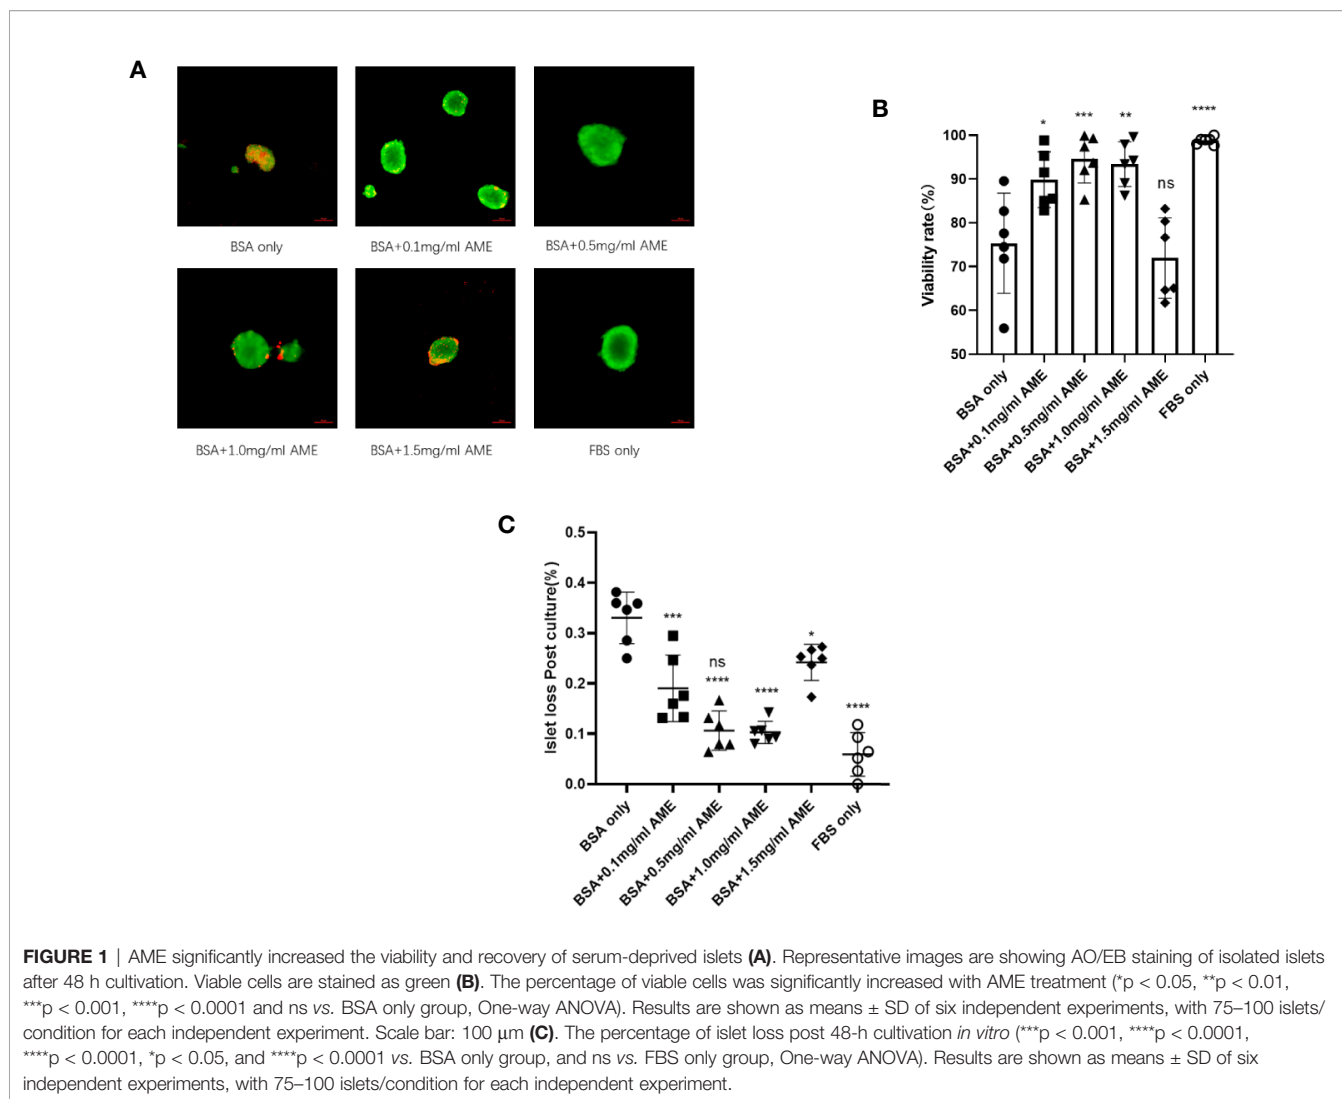 A
BSA only
BSA+0.1mg/ml AME
BSA+0.5mg/ml AME
BSA+1.0mg/ml AME
BSA+1.5mg/ml AME
FBS only
B
Viability rate(%)
100
90
80
70
60
50
*
***
**
ns
****
BSA only
BSA+0.1mg/ml AME
BSA+0.5mg/ml AME
BSA+1.0mg/ml AME
BSA+1.5mg/ml AME
FBS only
C
Islet loss Post culture(%)
0.5
0.4
0.3
0.2
0.1
0.0
***
ns
****
****
*
****
BSA only
BSA+0.1mg/ml AME
BSA+0.5mg/ml AME
BSA+1.0mg/ml AME
BSA+1.5mg/ml AME
FBS only
FIGURE 1 | AME significantly increased the viability and recovery of serum-deprived islets (A). Representative images are showing AO/EB staining of isolated islets
after 48 h cultivation. Viable cells are stained as green (B). The percentage of viable cells was significantly increased with AME treatment (*p < 0.05, **p < 0.01,
***p < 0.001, ****p < 0.0001 and ns vs. BSA only group, One-way ANOVA). Results are shown as means ± SD of six independent experiments, with 75–100 islets/
condition for each independent experiment. Scale bar: 100 μm (C). The percentage of islet loss post 48-h cultivation in vitro (***p < 0.001, ****p < 0.0001,
****p < 0.0001, *p < 0.05, and ****p < 0.0001 vs. BSA only group, and ns vs. FBS only group, One-way ANOVA). Results are shown as means ± SD of six
independent experiments, with 75–100 islets/condition for each independent experiment.